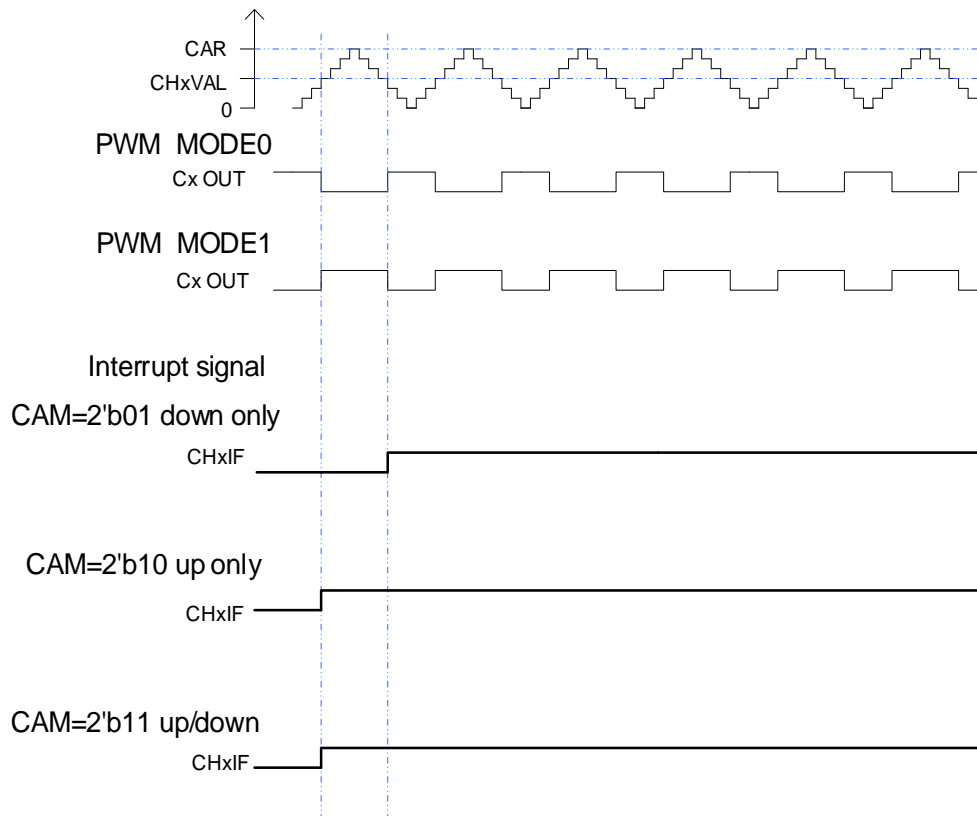 CAR
CHxVAL
0
PWM MODE0
Cx OUT
PWM MODE1
Cx OUT
Interrupt signal
CAM=2'b01 down only
CHxIF
CAM=2'b10 up only
CHxIF
CAM=2'b11 up/down
CHxIF